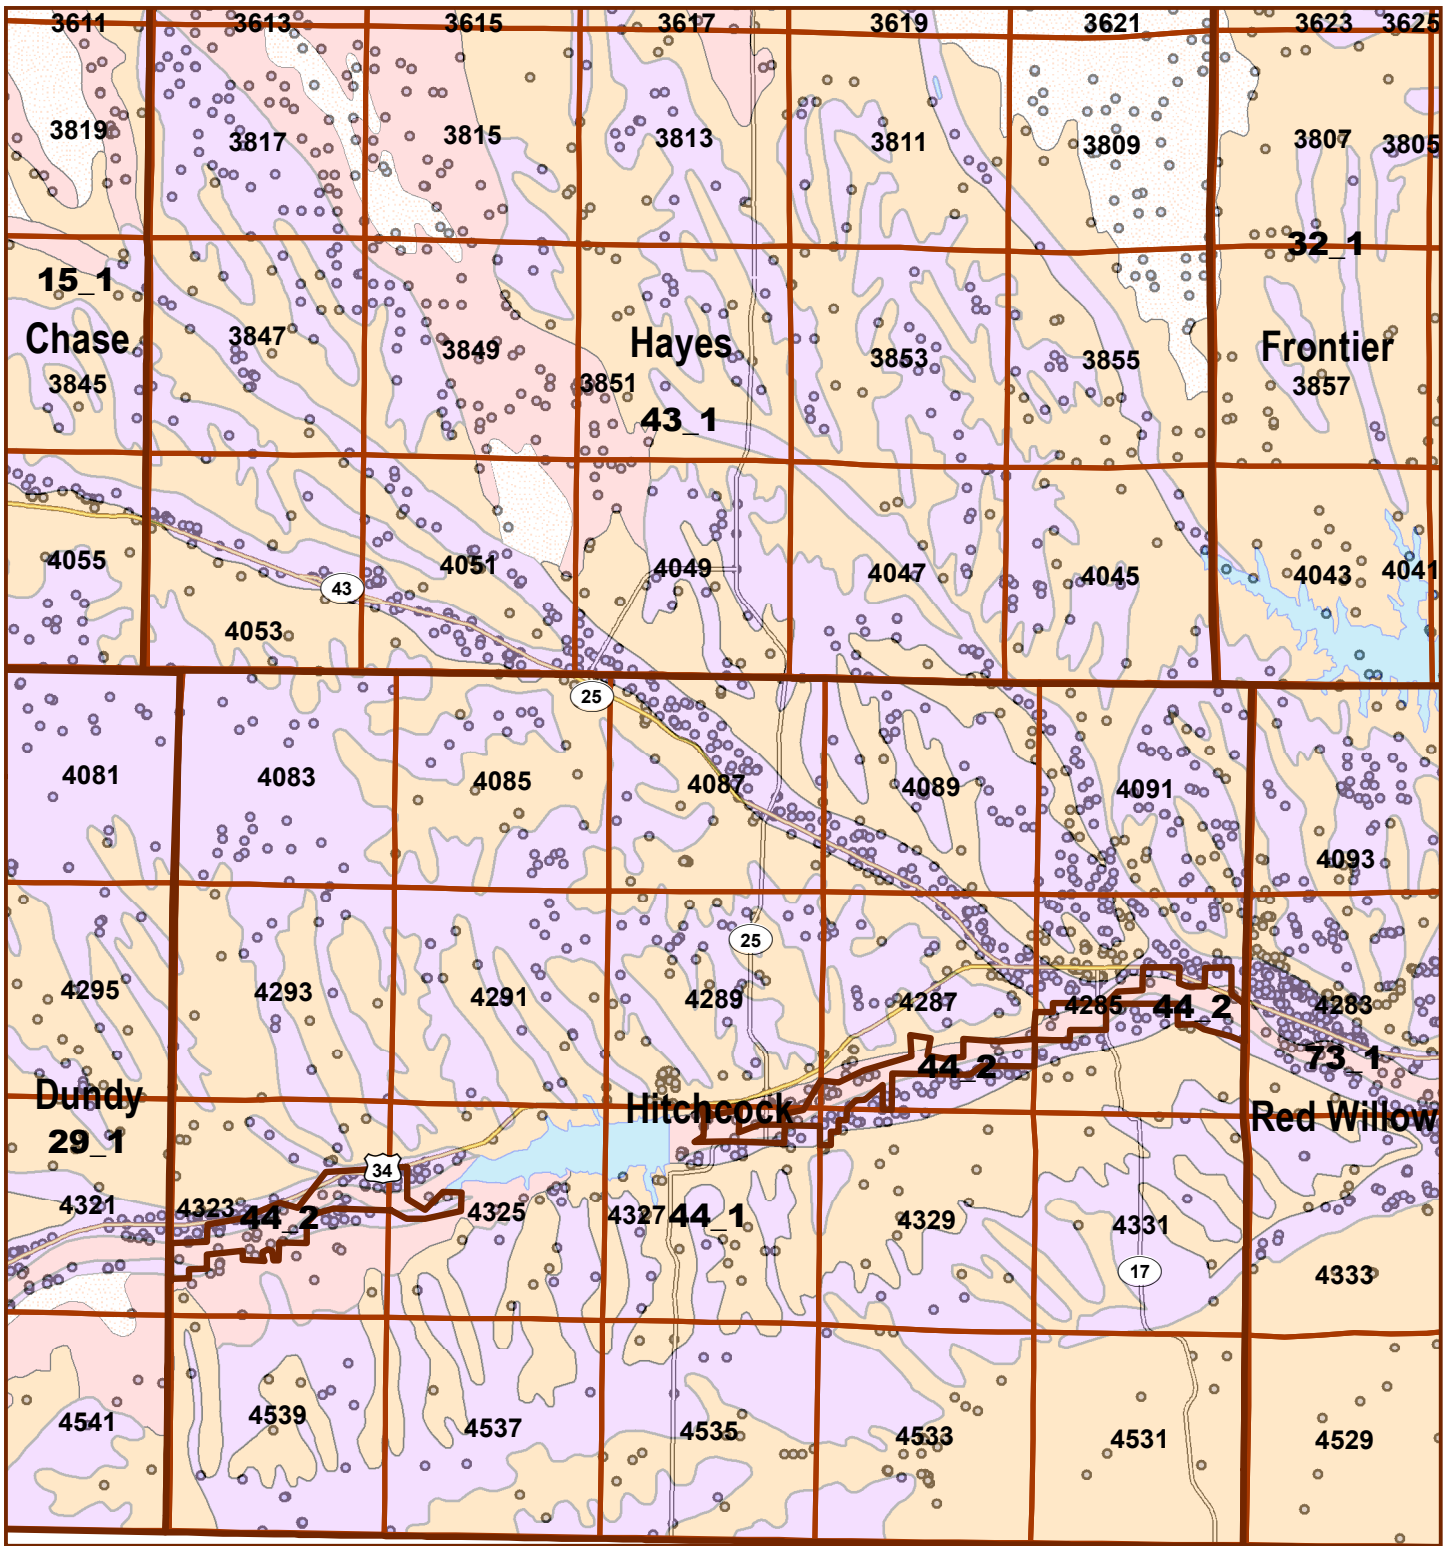 3611 3613 3615 3617 3619 3621 3623 3625
3819 3817 3815 3813 3811 3809 3807 3805
32_1
15_1
Chase Hayes Frontier
3845 3847 3849 3851 3853 3855 3857
43_1
4055 4053 4051 4049 4047 4045 4043 4041
43
25
4081 4083 4085 4087 4089 4091 4093
25
4295 4293 4291 4289 4287 4285 4283
44_2
44_2
73_1
Dundy Hitchcock Red Willow
29_1
34
4321 4323 4325 4327 4329 4331 4333
44_2 44_1
17
4541 4539 4537 4535 4533 4531 4529